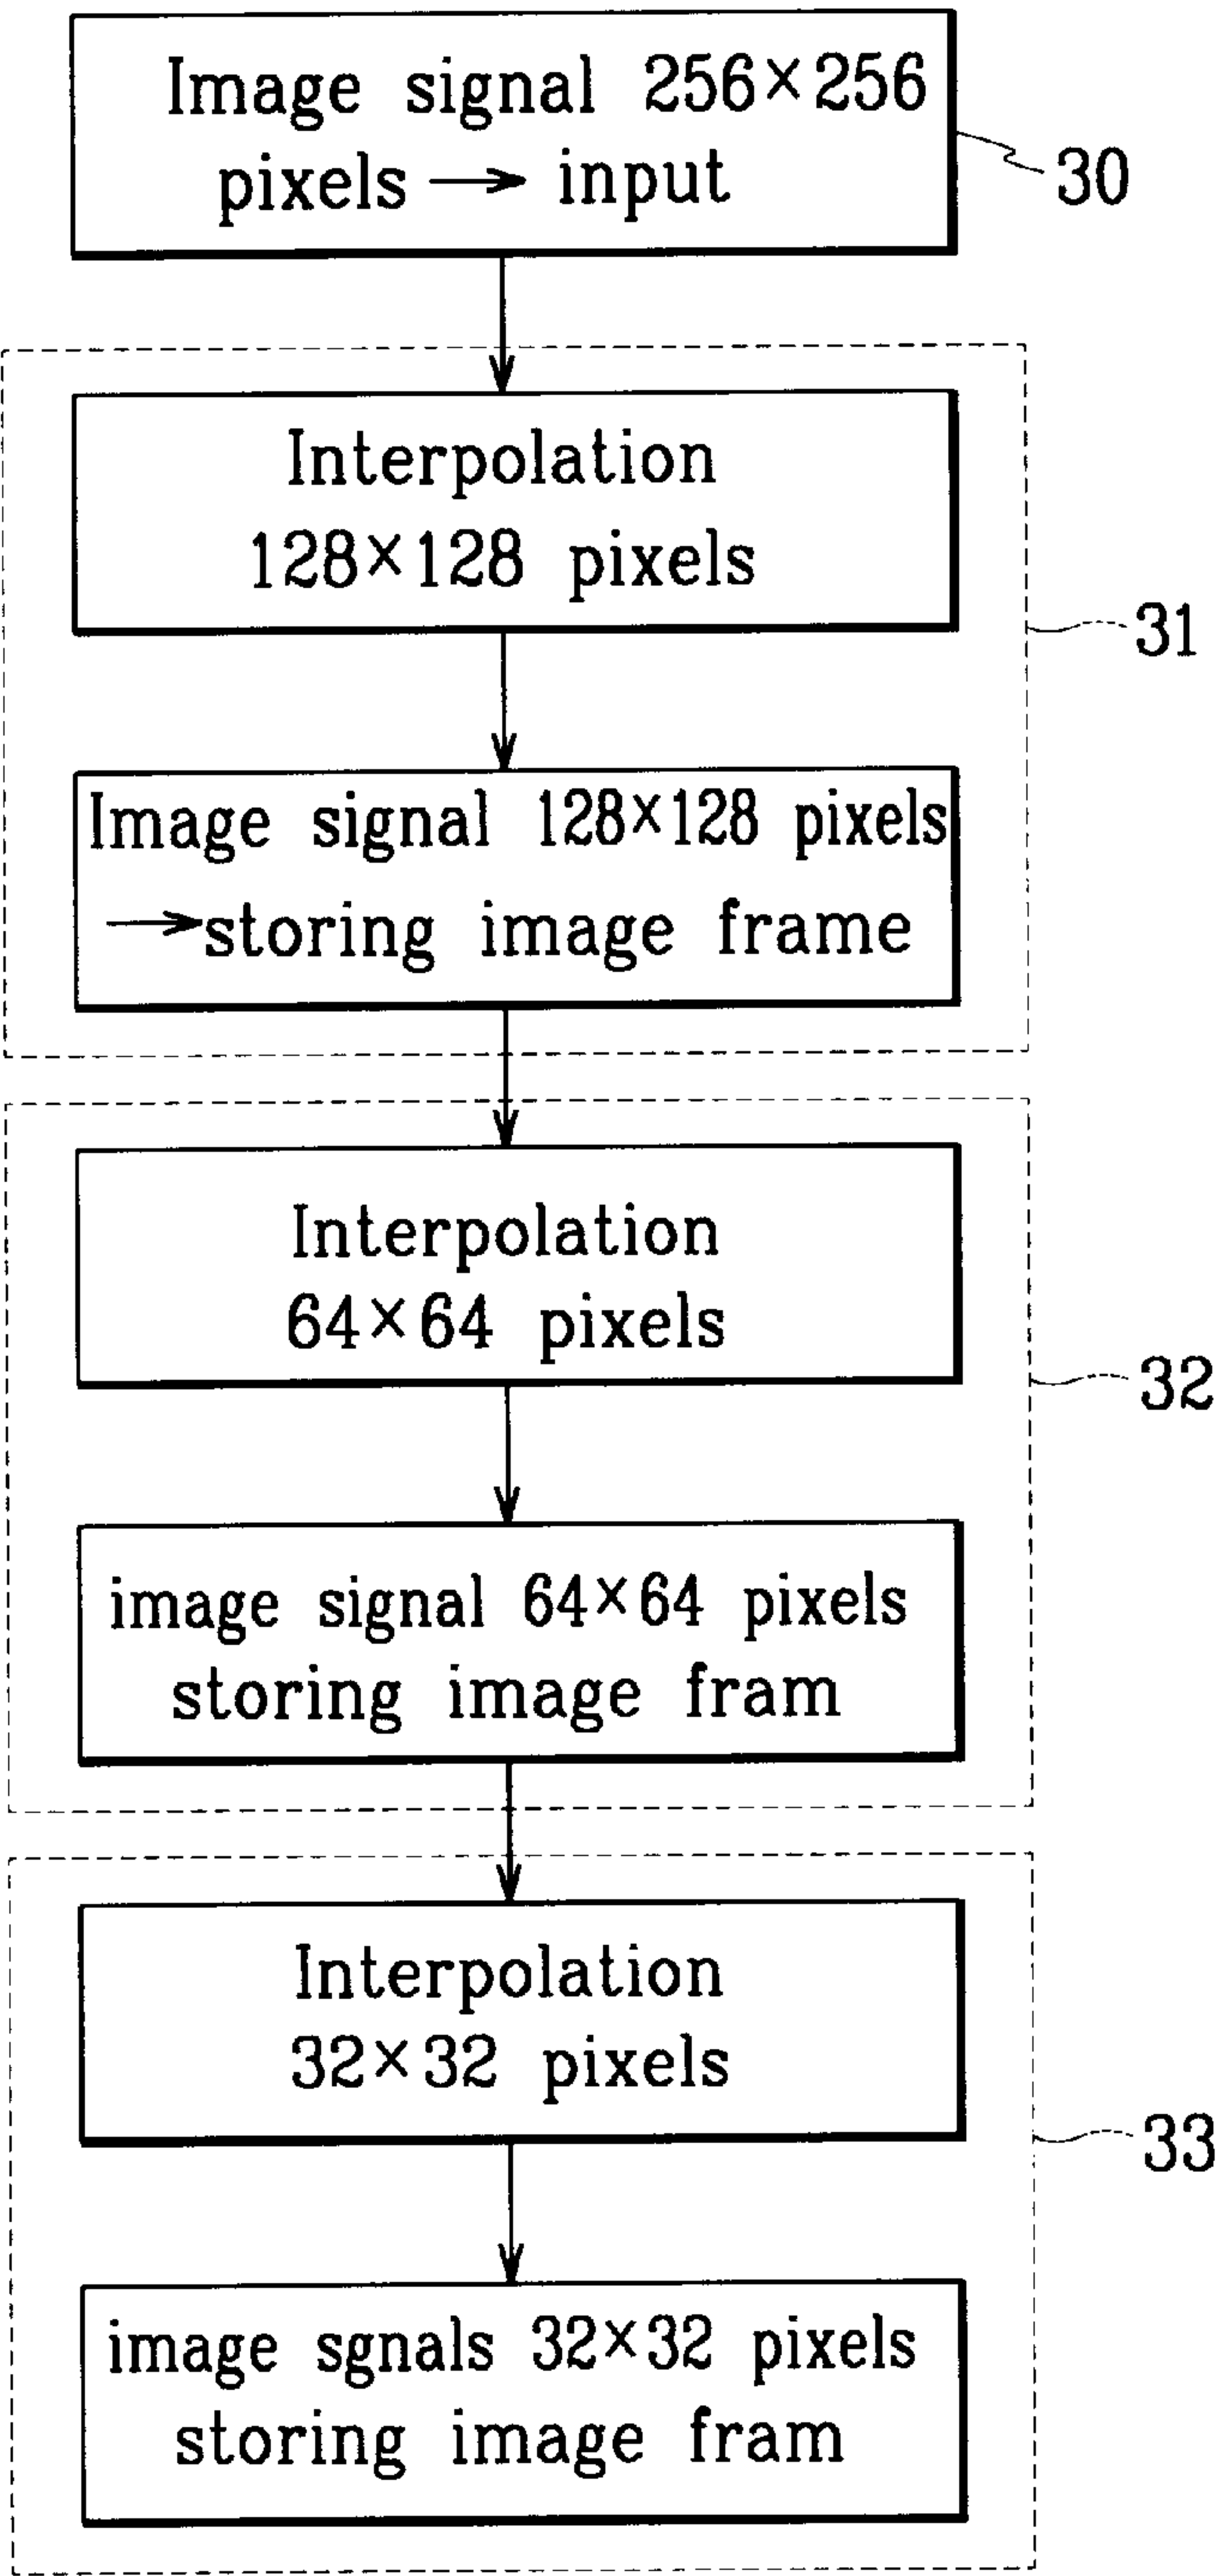 Image signal 256×256
pixels → input
30
Interpolation
128×128 pixels
31
Image signal 128×128 pixels
→storing image frame
Interpolation
64×64 pixels
32
image signal 64×64 pixels
storing image fram
Interpolation
32×32 pixels
33
image sgnals 32×32 pixels
storing image fram